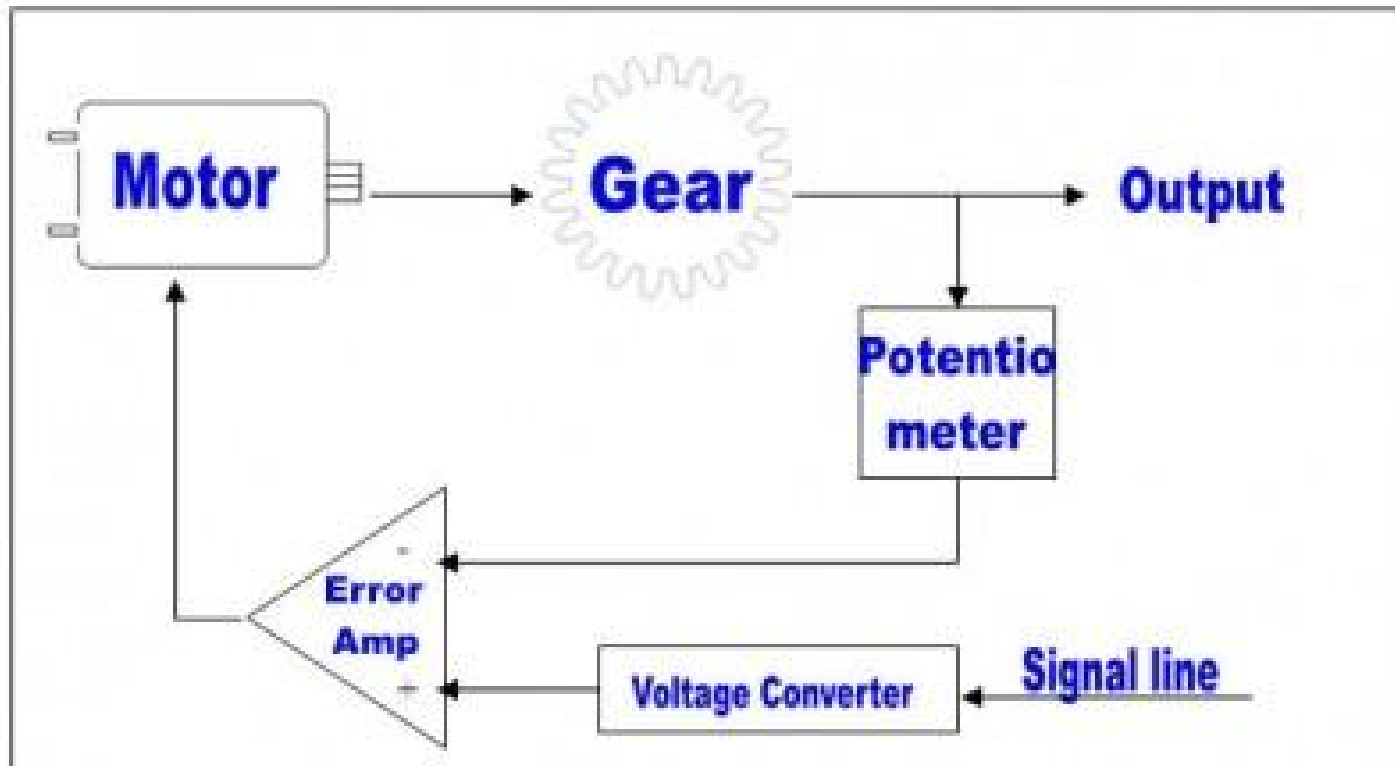 Motor
Gear
Output
Potentio
meter
-
Error
Amp
+
Voltage Converter
Signal line